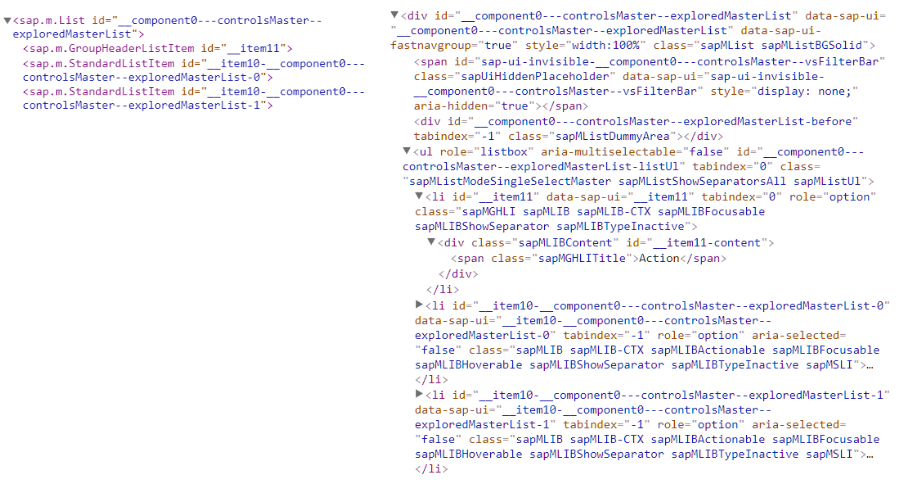 ▼<sap.m.List id="__component0---controlsMaster--
exploredMasterList">
<sap.m.GroupHeaderListItem id="__item11">
<sap.m.StandardListItem id="__item10-__component0---
controlsMaster--exploredMasterList-0">
<sap.m.StandardListItem id="__item10-__component0---
controlsMaster--exploredMasterList-1">
▼<div id="__component0---controlsMaster--exploredMasterList" data-sap-ui=
"__component0---controlsMaster--exploredMasterList" data-sap-ui-
fastnavgroup="true" style="width:100%" class="sapMList sapMListBGSolid">
<span id="sap-ui-invisible-__component0---controlsMaster--vsFilterBar"
class="sapUiHiddenPlaceholder" data-sap-ui="sap-ui-invisible-
__component0---controlsMaster--vsFilterBar" style="display: none;"
aria-hidden="true"></span>
<div id="__component0---controlsMaster--exploredMasterList-before"
tabindex="-1" class="sapMListDummyArea"></div>
▼<ul role="listbox" aria-multiselectable="false" id="__component0---
controlsMaster--exploredMasterList-listUl" tabindex="0" class=
"sapMListModeSingleSelectMaster sapMListShowSeparatorsAll sapMListUl">
▼<li id="__item11" data-sap-ui="__item11" tabindex="0" role="option"
class="sapMGHLI sapMLIB sapMLIB-CTX sapMLIBFocusable
sapMLIBShowSeparator sapMLIBTypeInactive">
▼<div class="sapMLIBContent" id="__item11-content">
<span class="sapMGHLITitle">Action</span>
</div>
</li>
▶<li id="__item10-__component0---controlsMaster--exploredMasterList-0"
data-sap-ui="__item10-__component0---controlsMaster--
exploredMasterList-0" tabindex="-1" role="option" aria-selected=
"false" class="sapMLIB sapMLIB-CTX sapMLIBActionable sapMLIBFocusable
sapMLIBHoverable sapMLIBShowSeparator sapMLIBTypeInactive sapMSLI">…
</li>
▶<li id="__item10-__component0---controlsMaster--exploredMasterList-1"
data-sap-ui="__item10-__component0---controlsMaster--
exploredMasterList-1" tabindex="-1" role="option" aria-selected=
"false" class="sapMLIB sapMLIB-CTX sapMLIBActionable sapMLIBFocusable
sapMLIBHoverable sapMLIBShowSeparator sapMLIBTypeInactive sapMSLI">…
</li>